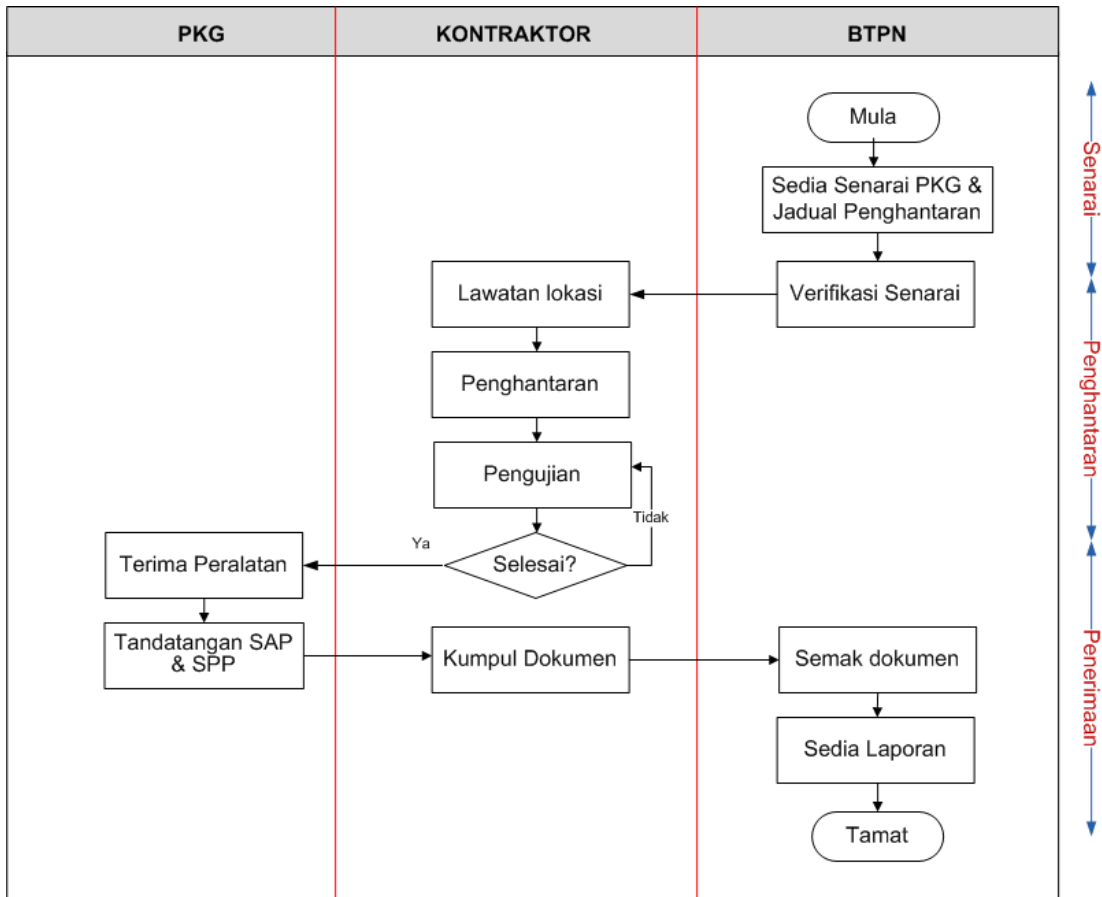 PKG
KONTRAKTOR
BTPN
Mula
Sedia Senarai PKG &
Jadual Penghantaran
Verifikasi Senarai
Lawatan lokasi
Penghantaran
Pengujian
Tidak
Selesai?
Ya
Terima Peralatan
Tandatangan SAP
& SPP
Kumpul Dokumen
Semak dokumen
Sedia Laporan
Tamat
Senarai
Penghantaran
Penerimaan